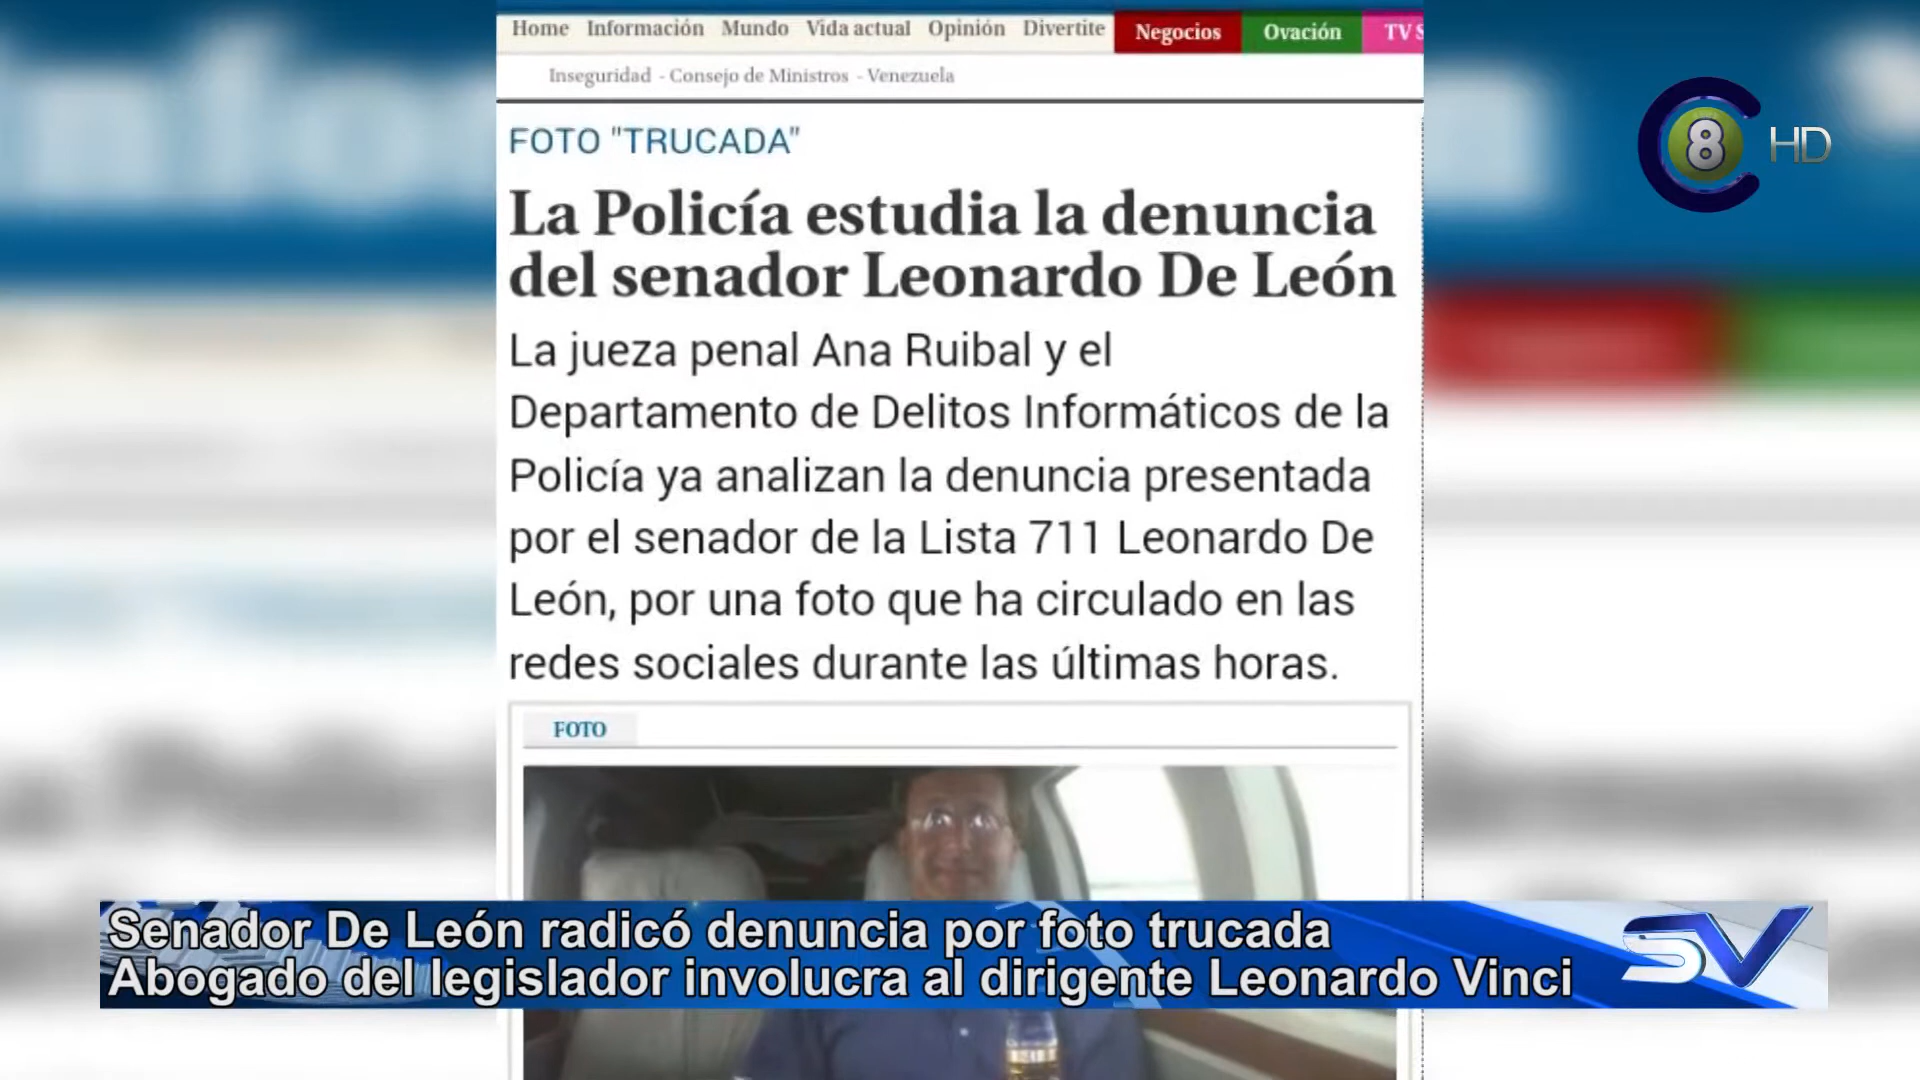 Home Información Mundo Vida actual Opinión Divertite Negocios Ovación TV S
Inseguridad - Consejo de Ministros - Venezuela
8 HD
FOTO "TRUCADA"
La Policía estudia la denuncia
del senador Leonardo De León
La jueza penal Ana Ruibal y el
Departamento de Delitos Informáticos de la
Policía ya analizan la denuncia presentada
por el senador de la Lista 711 Leonardo De
León, por una foto que ha circulado en las
redes sociales durante las últimas horas.
FOTO
Senador De León radicó denuncia por foto trucada
Abogado del legislador involucra al dirigente Leonardo Vinci
SV